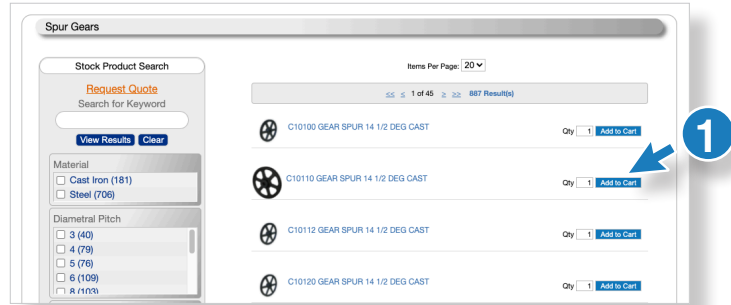 Spur Gears
Stock Product Search
Request Quote
Search for Keyword
View Results Clear
Material
Cast Iron (181)
Steel (706)
Diametral Pitch
3 (40)
4 (79)
5 (76)
6 (109)
8 (103)
Items Per Page: 20
<< < 1 of 45 > >> 887 Result(s)
C10100 GEAR SPUR 14 1/2 DEG CAST Qty 1 Add to Cart
C10110 GEAR SPUR 14 1/2 DEG CAST Qty 1 Add to Cart
C10112 GEAR SPUR 14 1/2 DEG CAST Qty 1 Add to Cart
C10120 GEAR SPUR 14 1/2 DEG CAST Qty 1 Add to Cart
1